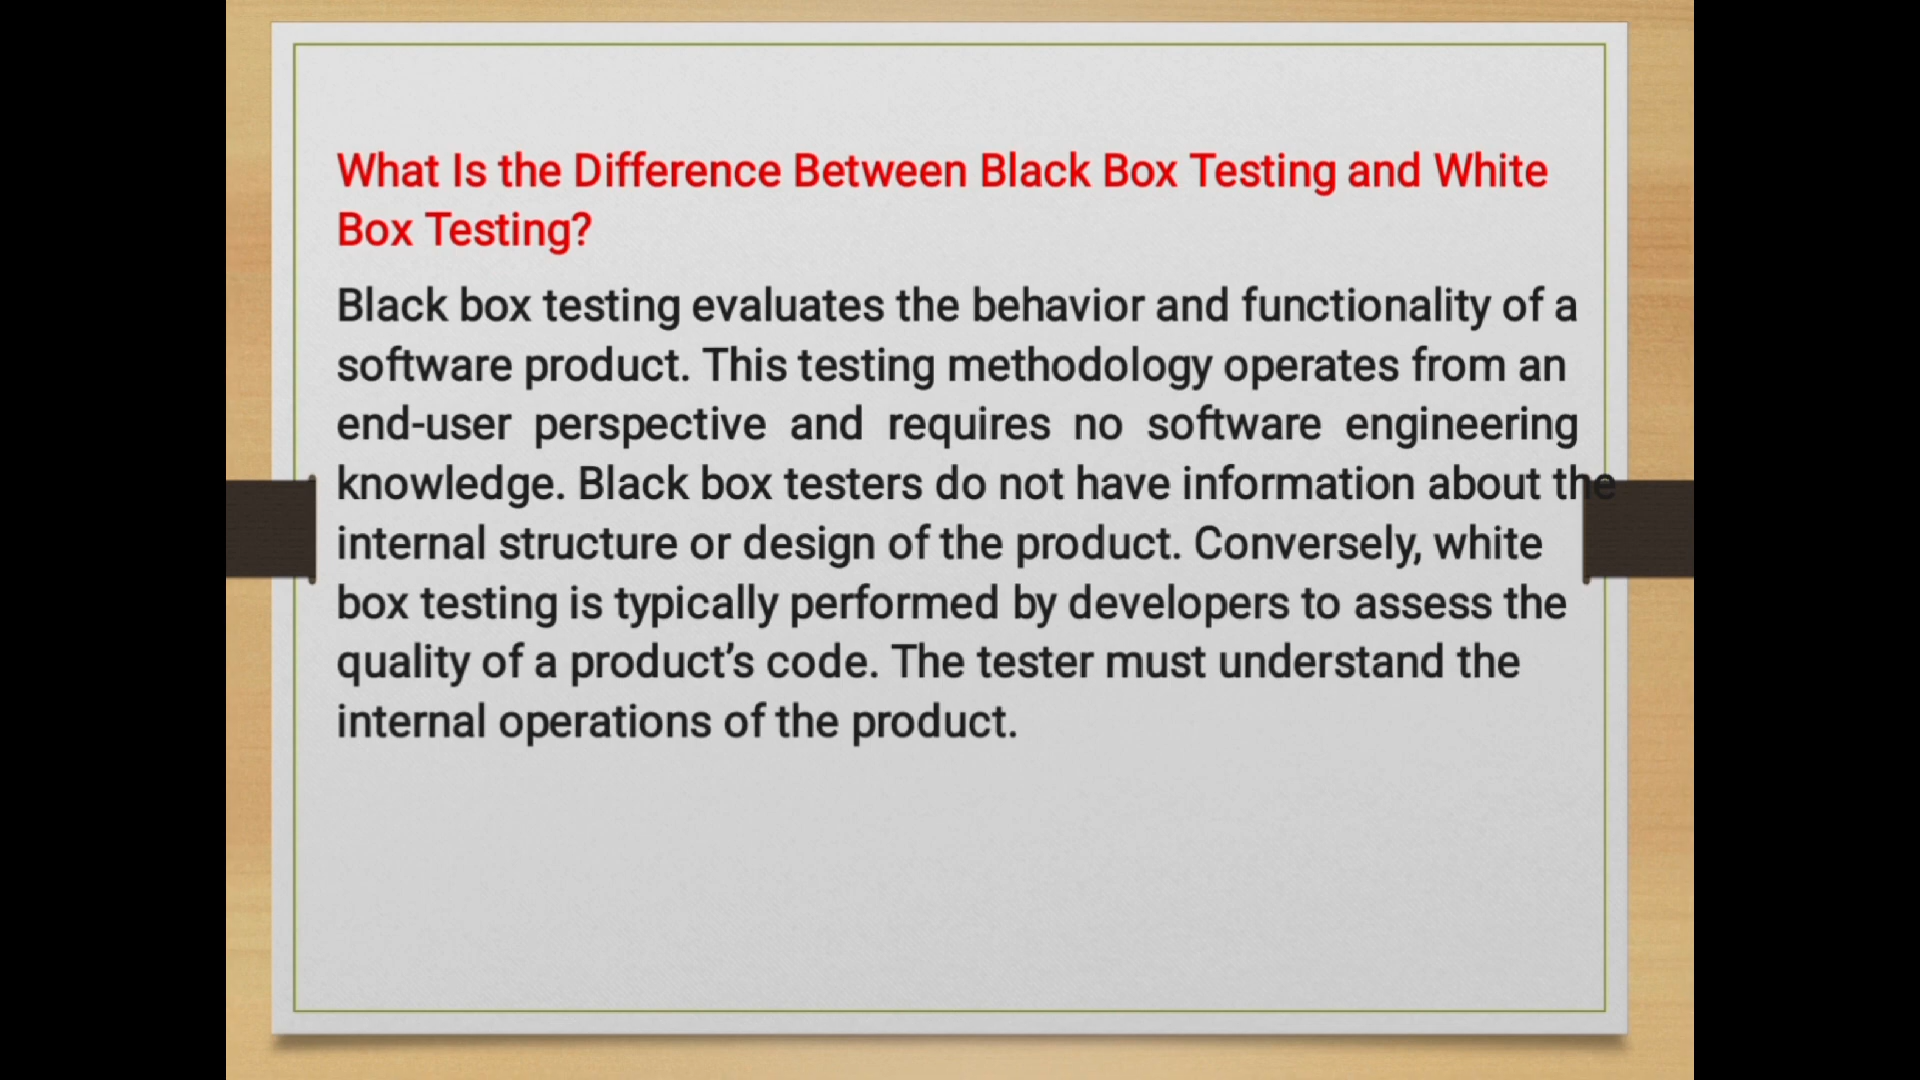 What Is the Difference Between Black Box Testing and White
Box Testing?
Black box testing evaluates the behavior and functionality of a
software product. This testing methodology operates from an
end-user perspective and requires no software engineering
knowledge. Black box testers do not have information about the
internal structure or design of the product. Conversely, white
box testing is typically performed by developers to assess the
quality of a product’s code. The tester must understand the
internal operations of the product.